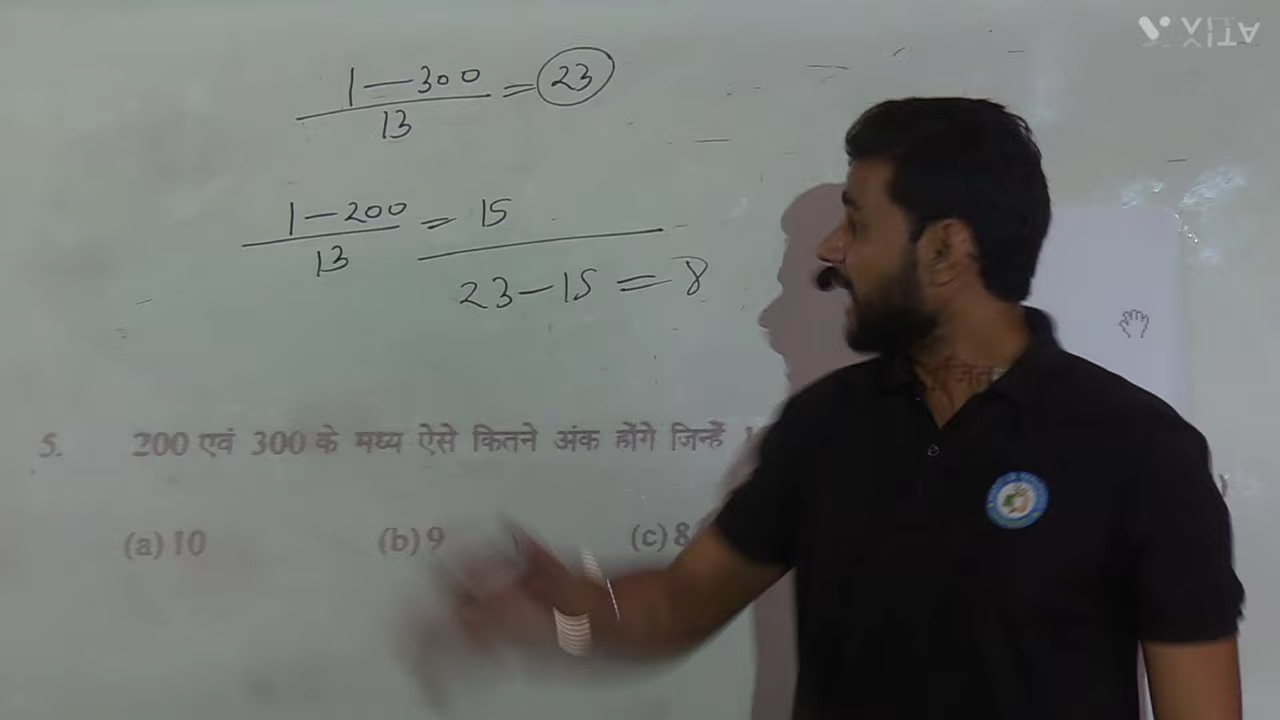 VIITA
1 — 300 / 13 = 23
1 — 200 / 13 = 15
23 — 15 = 8
5. 200 एवं 300 के मध्य ऐसे कितने अंक होंगे जिन्हें
(a) 10 (b) 9 (c) 8